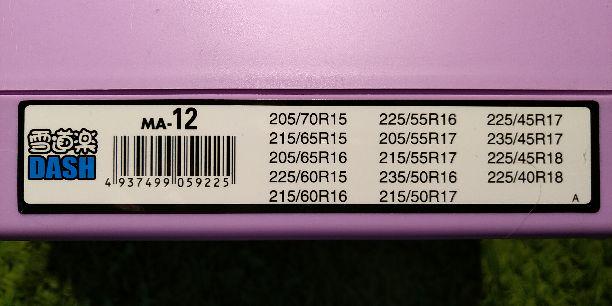 雪道楽
DASH
MA-12
4 937499 059225
205/70R15
215/65R15
205/65R16
225/60R15
215/60R16
225/55R16
205/55R17
215/55R17
235/50R16
215/50R17
225/45R17
235/45R17
225/45R18
225/40R18
A